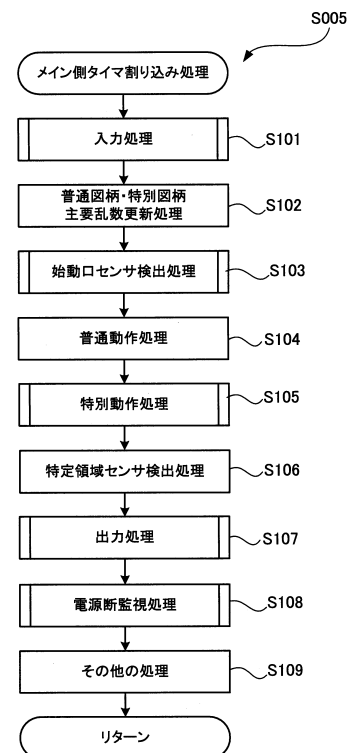 S005
メイン側タイマ割り込み処理
入力処理
S101
普通図柄・特別図柄
主要乱数更新処理
S102
始動口センサ検出処理
S103
普通動作処理
S104
特別動作処理
S105
特定領域センサ検出処理
S106
出力処理
S107
電源断監視処理
S108
その他の処理
S109
リターン